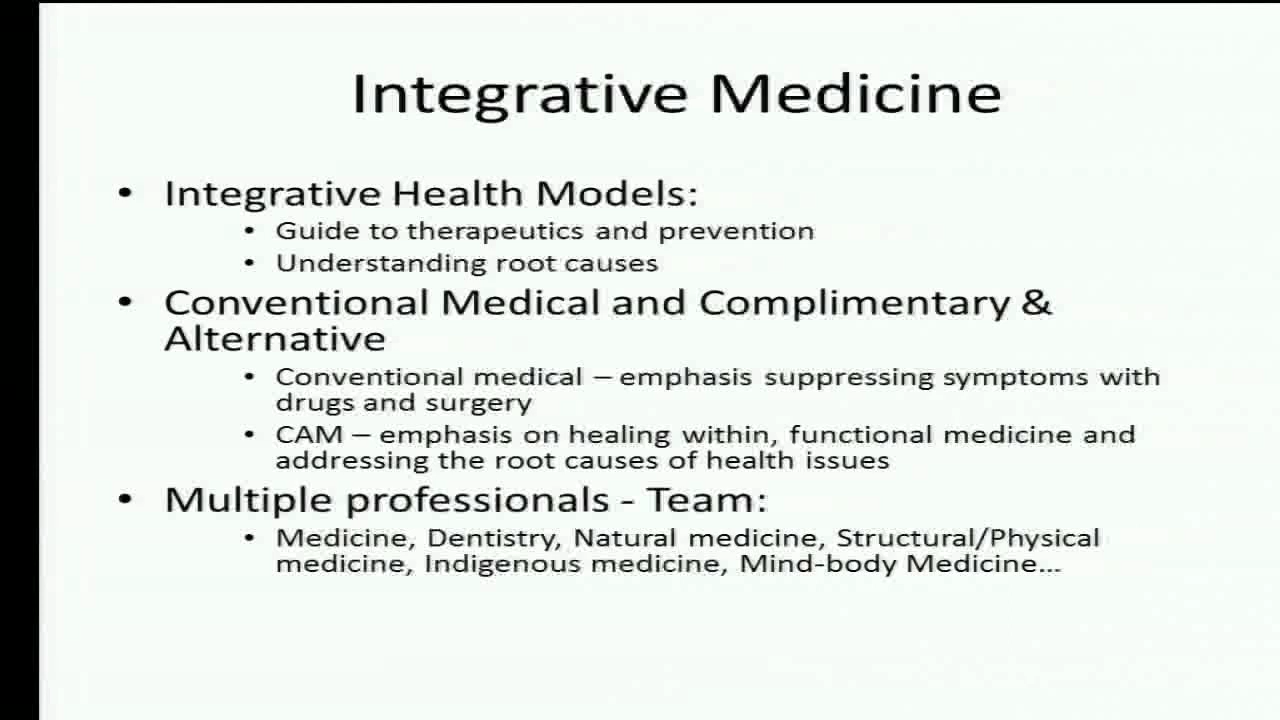 Integrative Medicine
• Integrative Health Models:
• Guide to therapeutics and prevention
• Understanding root causes
• Conventional Medical and Complimentary &
Alternative
• Conventional medical – emphasis suppressing symptoms with
drugs and surgery
• CAM – emphasis on healing within, functional medicine and
addressing the root causes of health issues
• Multiple professionals - Team:
• Medicine, Dentistry, Natural medicine, Structural/Physical
medicine, Indigenous medicine, Mind-body Medicine...